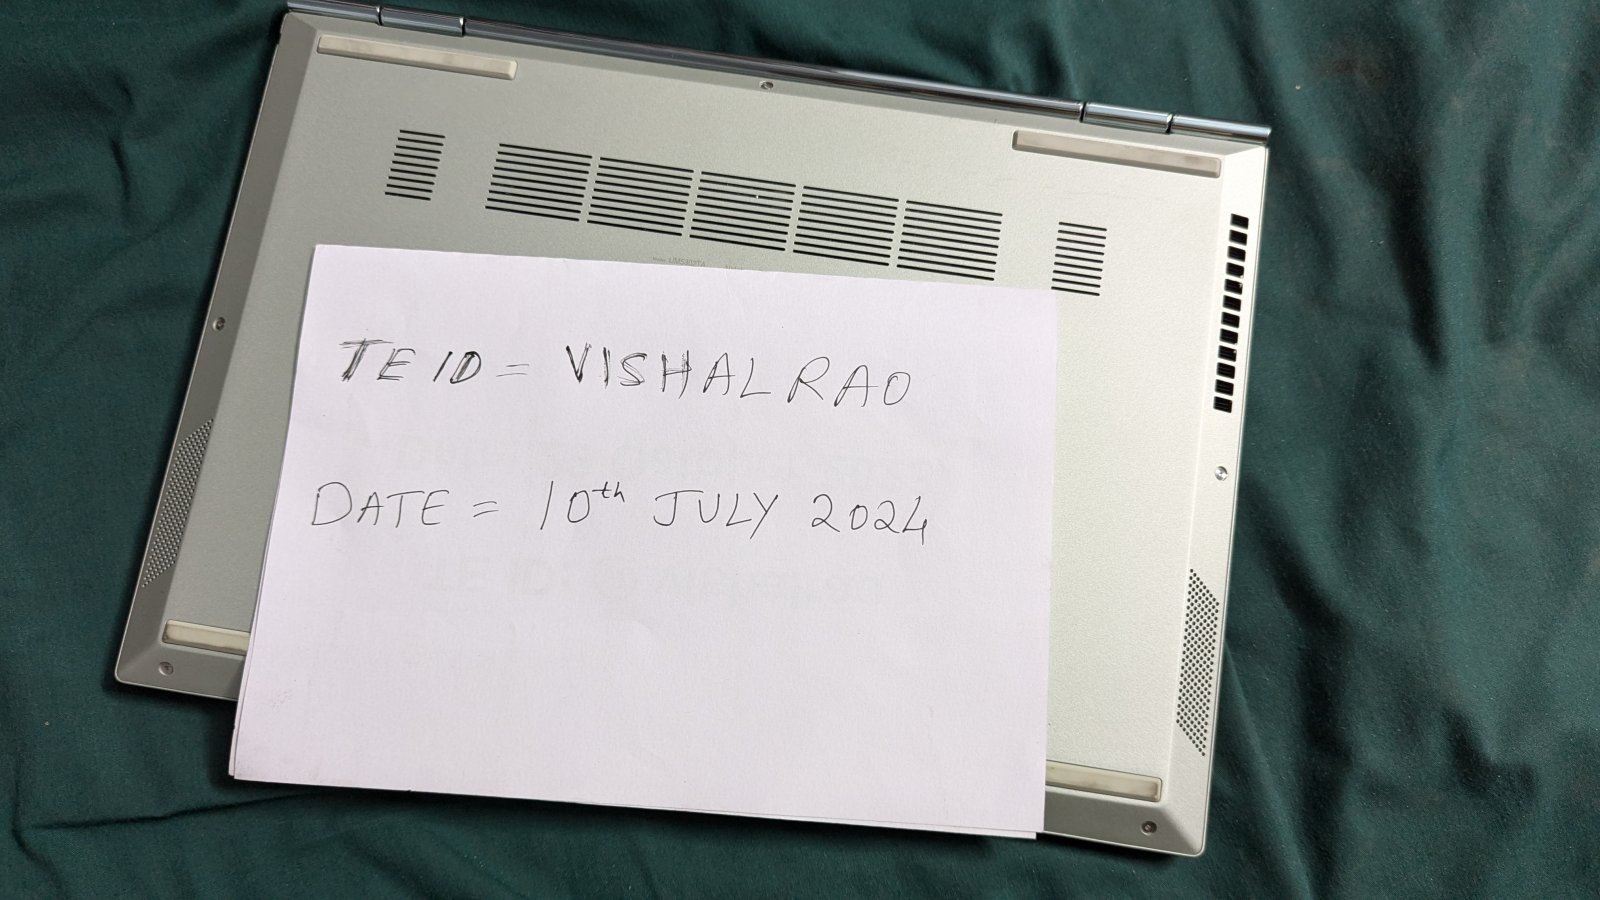 TE ID = VISHAL RAO
DATE = 10th JULY 2024